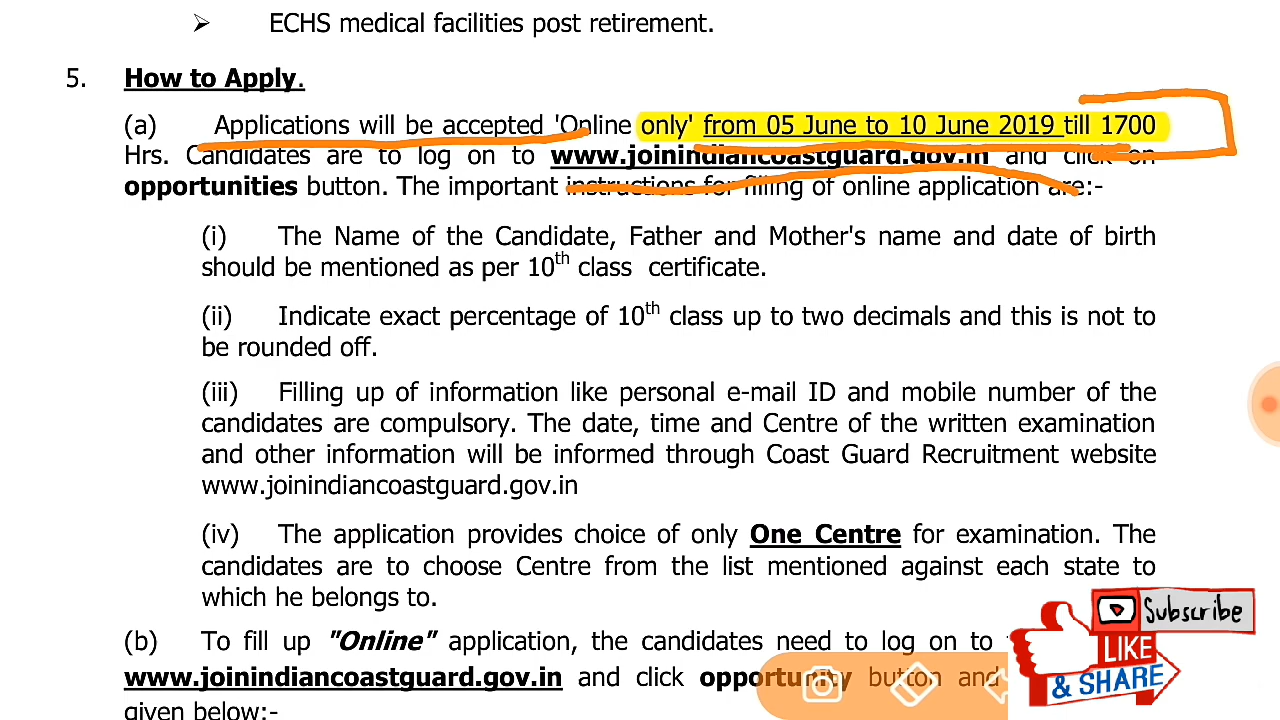 ➢ ECHS medical facilities post retirement.
5. How to Apply.
(a) Applications will be accepted 'Online only' from 05 June to 10 June 2019 till 1700
Hrs. Candidates are to log on to www.joinindiancoastguard.gov.in and click on
opportunities button. The important instructions for filling of online application are:-
(i) The Name of the Candidate, Father and Mother's name and date of birth
should be mentioned as per 10th class certificate.
(ii) Indicate exact percentage of 10th class up to two decimals and this is not to
be rounded off.
(iii) Filling up of information like personal e-mail ID and mobile number of the
candidates are compulsory. The date, time and Centre of the written examination
and other information will be informed through Coast Guard Recruitment website
www.joinindiancoastguard.gov.in
(iv) The application provides choice of only One Centre for examination. The
candidates are to choose Centre from the list mentioned against each state to
which he belongs to.
(b) To fill up "Online" application, the candidates need to log on to
www.joinindiancoastguard.gov.in and click opportunity button and
given below:-
Subscribe
LIKE
& SHARE